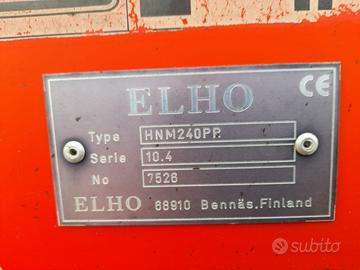 ELHO
CE
Type HNM240PP.
Serie 10.4
No 7526
ELHO 68910 Bennäs.Finland
subito